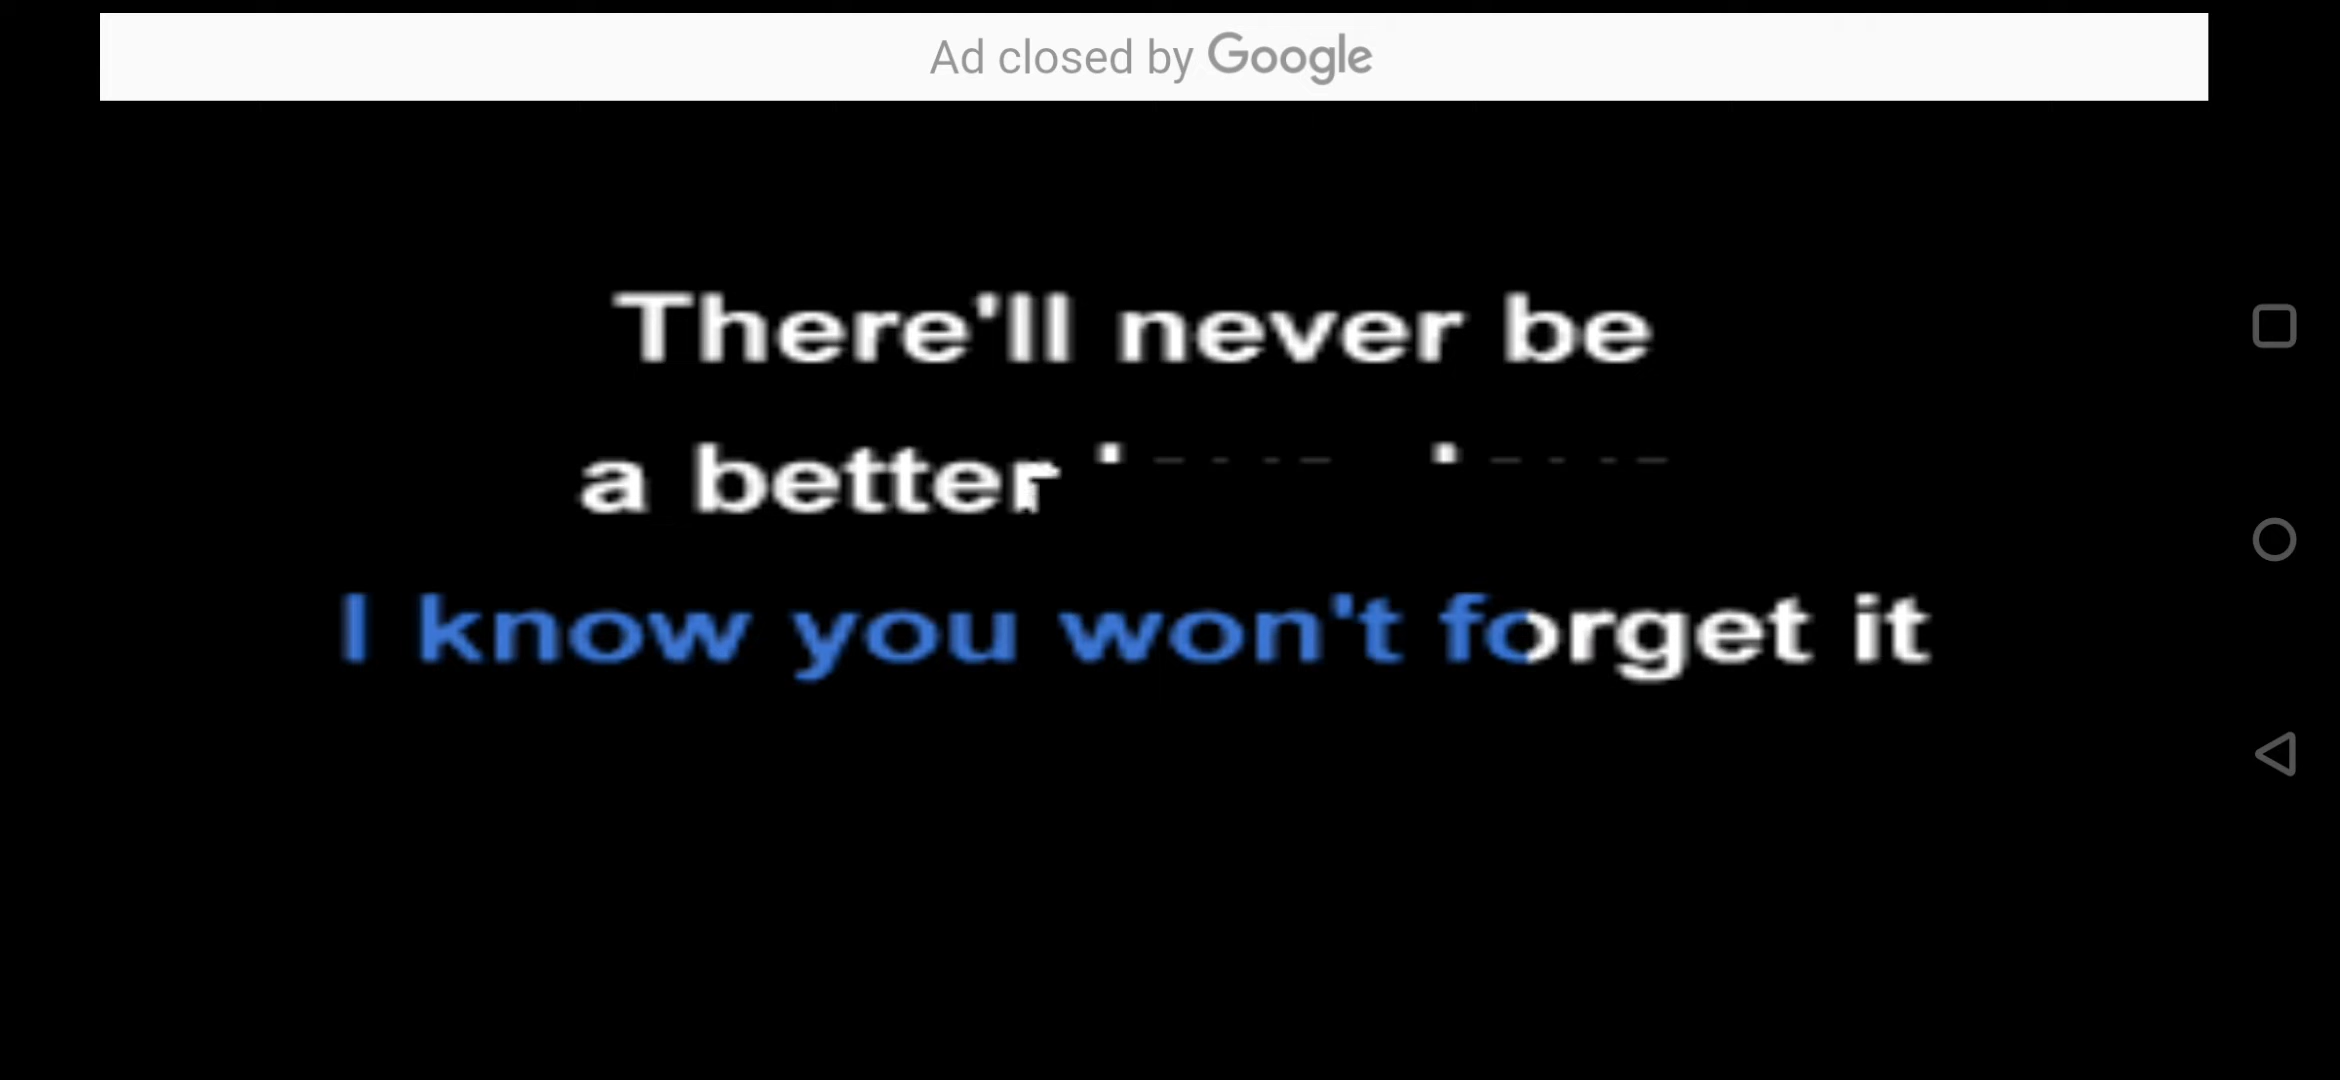 Ad closed by Google
There'll never be
a better
I know you won't forget it